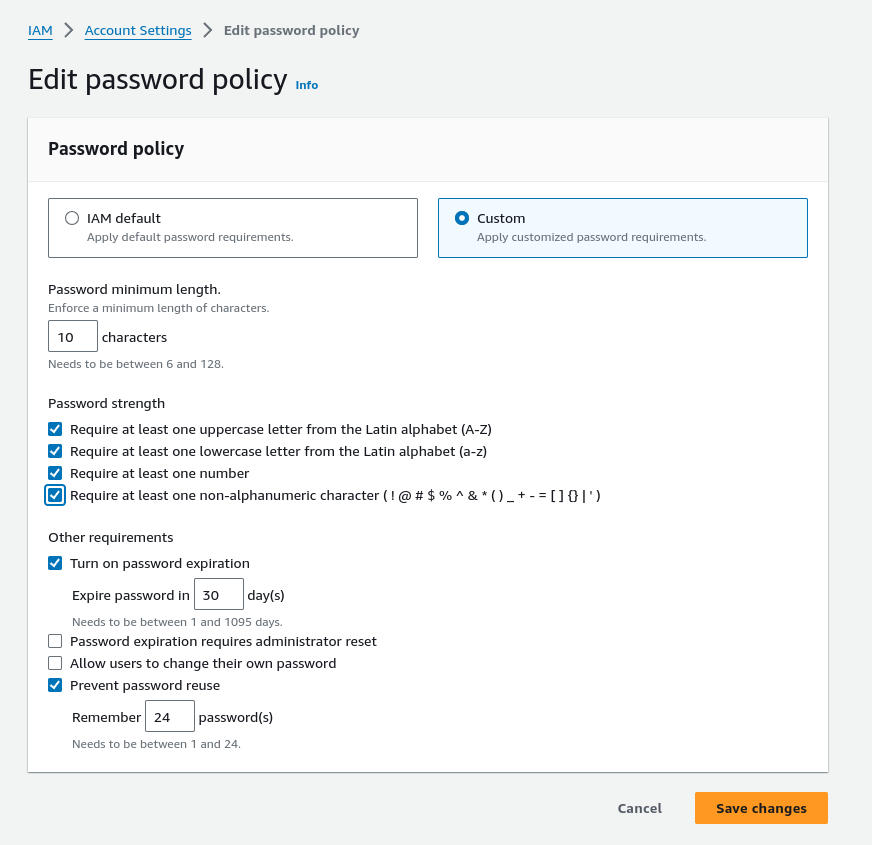 IAM > Account Settings > Edit password policy
Edit password policy Info
Password policy
IAM default
Apply default password requirements.
Custom
Apply customized password requirements.
Password minimum length.
Enforce a minimum length of characters.
10 characters
Needs to be between 6 and 128.
Password strength
Require at least one uppercase letter from the Latin alphabet (A-Z)
Require at least one lowercase letter from the Latin alphabet (a-z)
Require at least one number
Require at least one non-alphanumeric character ( ! @ # $ % ^ & * ( ) _ + - = [ ] {} | ' )
Other requirements
Turn on password expiration
Expire password in 30 day(s)
Needs to be between 1 and 1095 days.
Password expiration requires administrator reset
Allow users to change their own password
Prevent password reuse
Remember 24 password(s)
Needs to be between 1 and 24.
Cancel Save changes